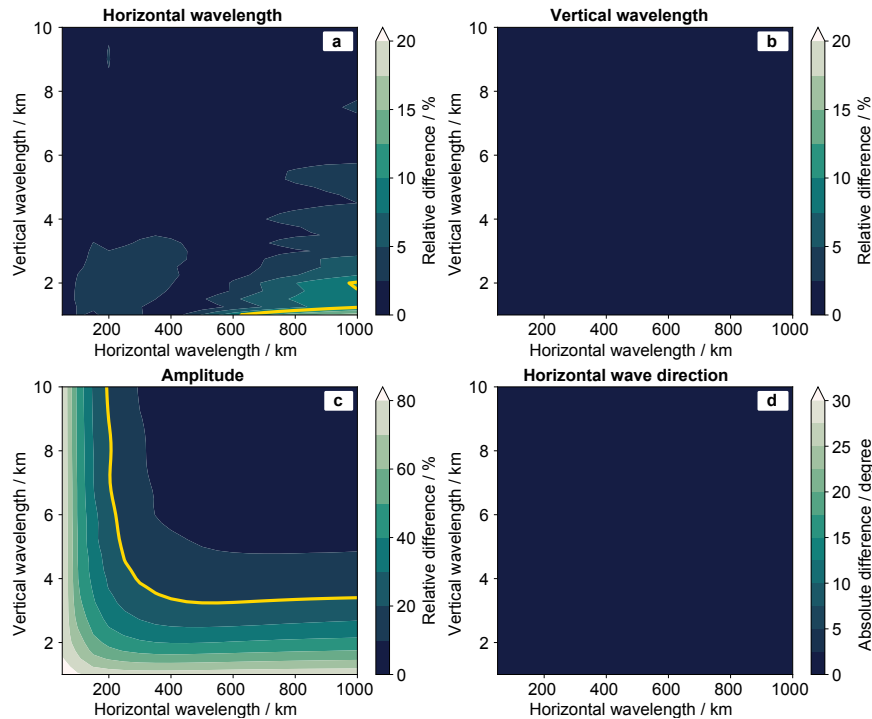 Horizontal wavelength
a
10
8
6
4
2
200 400 600 800 1000
Horizontal wavelength / km
Vertical wavelength / km
20
15
10
5
0
Relative difference / %
Vertical wavelength
b
10
8
6
4
2
200 400 600 800 1000
Horizontal wavelength / km
Vertical wavelength / km
20
15
10
5
0
Relative difference / %
Amplitude
c
10
8
6
4
2
200 400 600 800 1000
Horizontal wavelength / km
Vertical wavelength / km
80
60
40
20
0
Relative difference / %
Horizontal wave direction
d
10
8
6
4
2
200 400 600 800 1000
Horizontal wavelength / km
Vertical wavelength / km
30
25
20
15
10
5
0
Absolute difference / degree